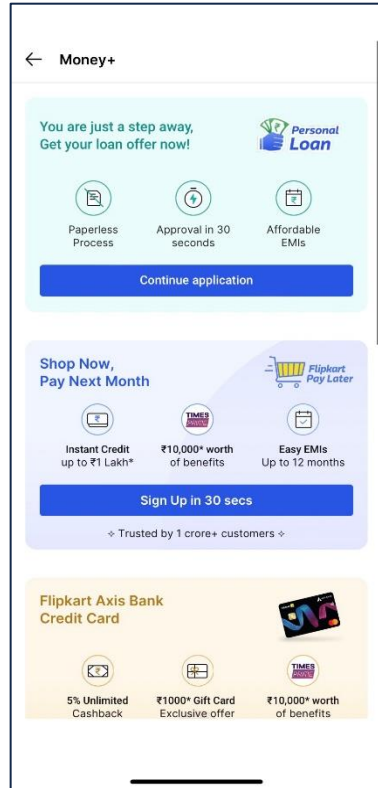 Money+
You are just a step away,
Get your loan offer now!
Personal
Loan
Paperless
Process
Approval in 30
seconds
Affordable
EMIs
Continue application
Shop Now,
Pay Next Month
Flipkart
Pay Later
Instant Credit
up to ₹1 Lakh*
TIMES
PRIME
₹10,000* worth
of benefits
Easy EMIs
Up to 12 months
Sign Up in 30 secs
Trusted by 1 crore+ customers
Flipkart Axis Bank
Credit Card
5% Unlimited
Cashback
₹1000* Gift Card
Exclusive offer
TIMES
PRIME
₹10,000* worth
of benefits